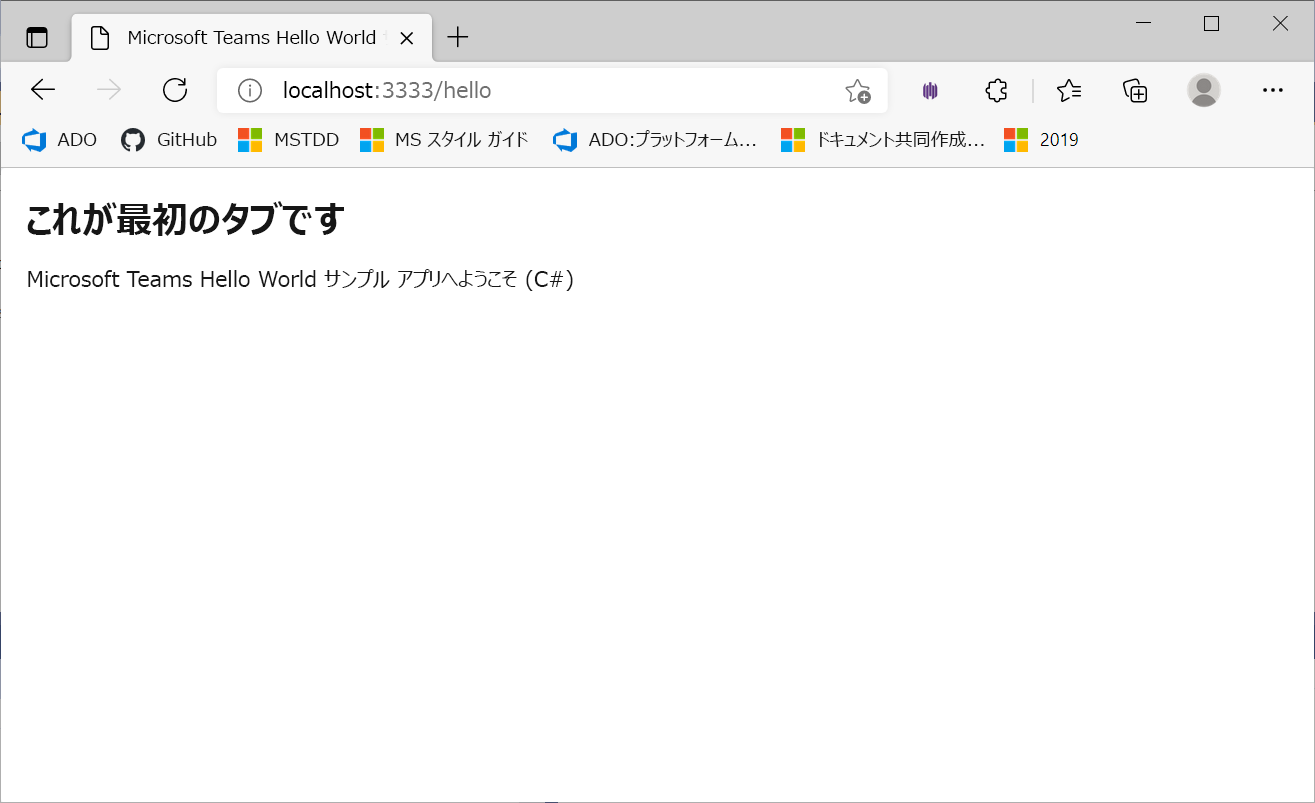 Microsoft Teams Hello World
localhost:3333/hello
ADO GitHub MSTDD MS スタイル ガイド ADO:プラットフォーム... ドキュメント共同作成... 2019
これが最初のタブです
Microsoft Teams Hello World サンプル アプリへようこそ (C#)